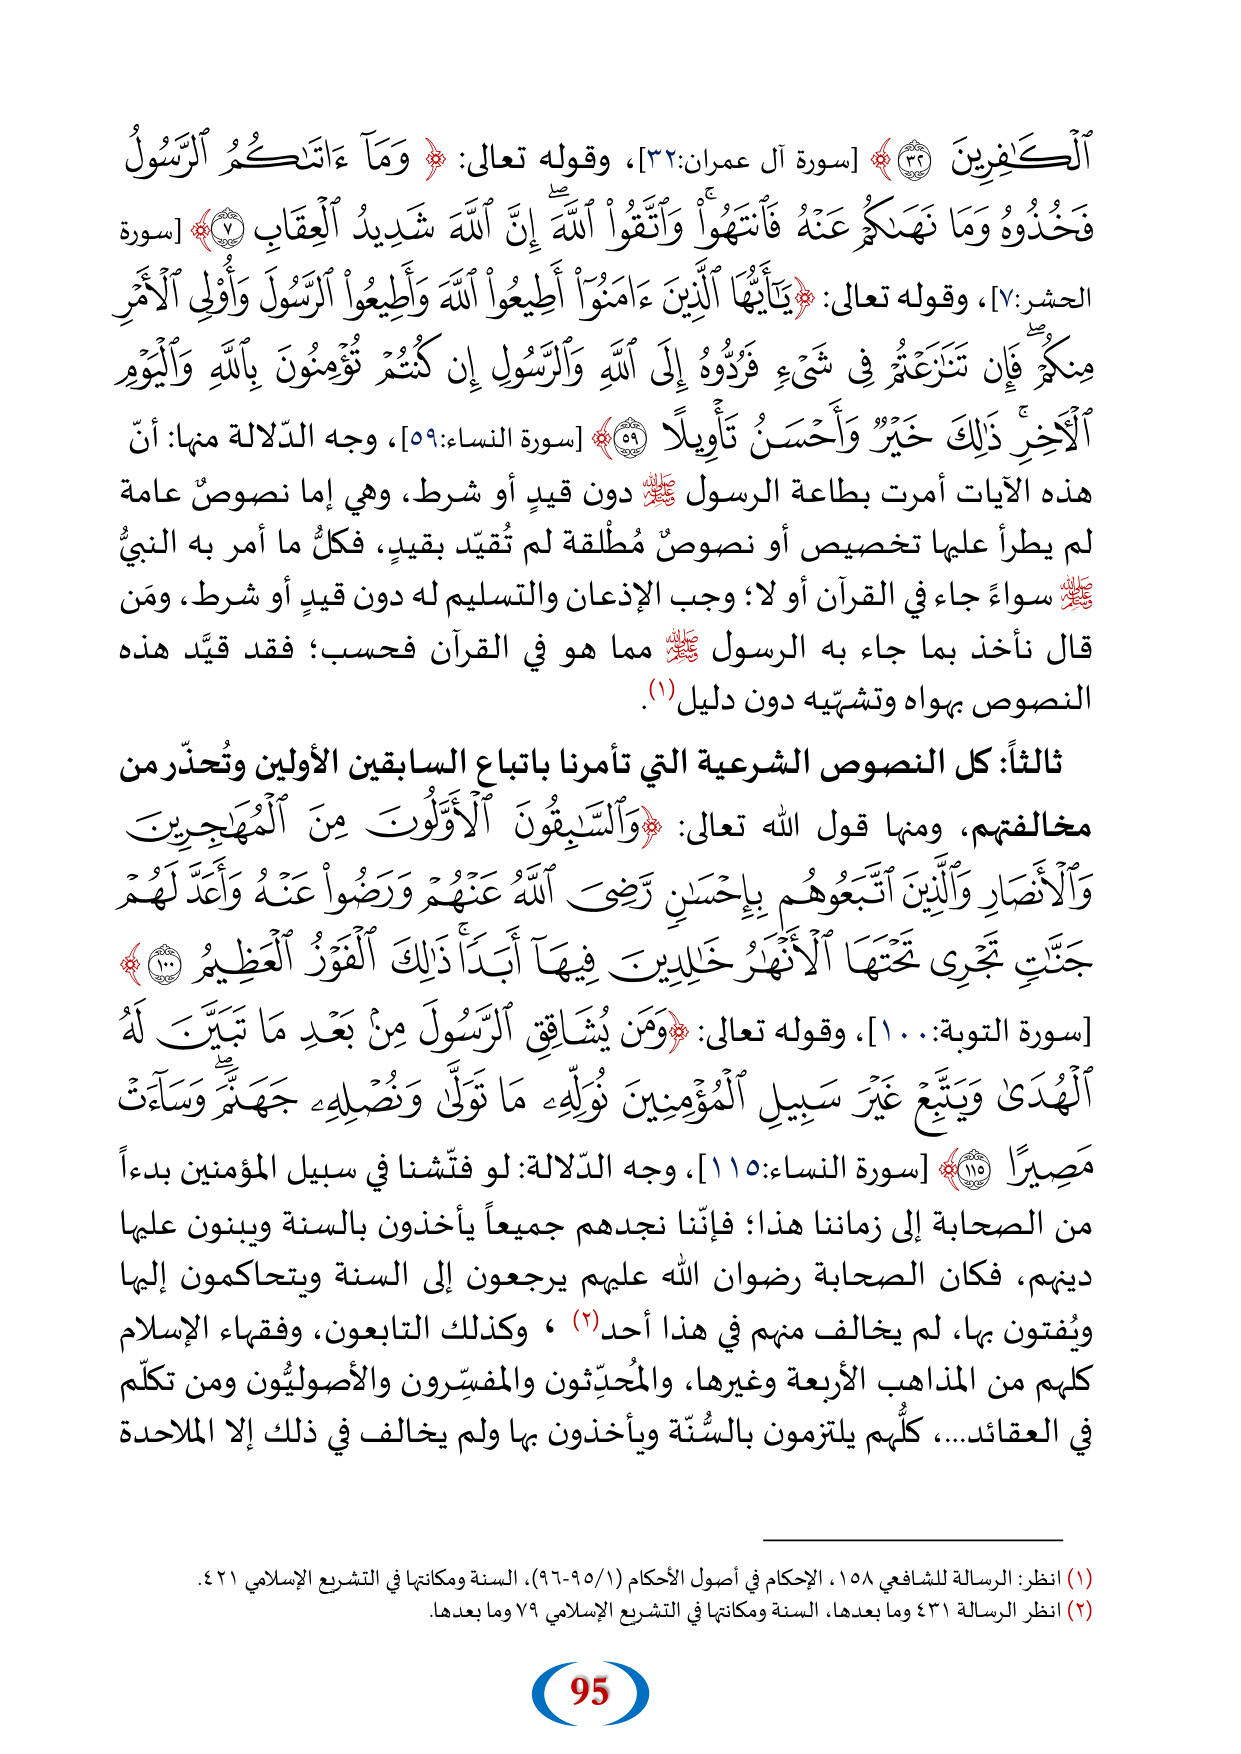 ٱلۡكَٰفِرِينَ ٣٢﴾ [سورة آل عمران:٣٢]، وقوله تعالى: ﴿ وَمَآ ءَاتَىٰكُمُ ٱلرَّسُولُ
فَخُذُوهُ وَمَا نَهَىٰكُمۡ عَنۡهُ فَٱنتَهُواْۚ وَٱتَّقُواْ ٱللَّهَۖ إِنَّ ٱللَّهَ شَدِيدُ ٱلۡعِقَابِ ٧﴾ [سورة
الحشر:٧]، وقوله تعالى: ﴿يَٰٓأَيُّهَا ٱلَّذِينَ ءَامَنُوٓاْ أَطِيعُواْ ٱللَّهَ وَأَطِيعُواْ ٱلرَّسُولَ وَأُوْلِي ٱلۡأَمۡرِ
مِنكُمۡۖ فَإِن تَنَٰزَعۡتُمۡ فِي شَيۡءٖ فَرُدُّوهُ إِلَى ٱللَّهِ وَٱلرَّسُولِ إِن كُنتُمۡ تُؤۡمِنُونَ بِٱللَّهِ وَٱلۡيَوۡمِ
ٱلۡأٓخِرِۚ ذَٰلِكَ خَيۡرٞ وَأَحۡسَنُ تَأۡوِيلًا ٥٩﴾ [سورة النساء:٥٩]، وجه الدّلالة منها: أنّ
هذه الآيات أمرت بطاعة الرسول ﷺ دون قيدٍ أو شرط، وهي إما نصوصٌ عامة
لم يطرأ عليها تخصيص أو نصوصٌ مُطْلقة لم تُقيّد بقيدٍ، فكلُّ ما أمر به النبيُّ
ﷺ سواءً جاء في القرآن أو لا؛ وجب الإذعان والتسليم له دون قيدٍ أو شرط، ومَن
قال نأخذ بما جاء به الرسول ﷺ مما هو في القرآن فحسب؛ فقد قيَّد هذه
النصوص بهواه وتشهّيه دون دليل(١).
ثالثاً: كل النصوص الشرعية التي تأمرنا باتباع السابقين الأولين وتُحذّر من
مخالفتهم، ومنها قول الله تعالى: ﴿وَٱلسَّٰبِقُونَ ٱلۡأَوَّلُونَ مِنَ ٱلۡمُهَٰجِرِينَ
وَٱلۡأَنصَارِ وَٱلَّذِينَ ٱتَّبَعُوهُم بِإِحۡسَٰنٖ رَّضِيَ ٱللَّهُ عَنۡهُمۡ وَرَضُواْ عَنۡهُ وَأَعَدَّ لَهُمۡ
جَنَّٰتٖ تَجۡرِي تَحۡتَهَا ٱلۡأَنۡهَٰرُ خَٰلِدِينَ فِيهَآ أَبَدٗاۚ ذَٰلِكَ ٱلۡفَوۡزُ ٱلۡعَظِيمُ ١٠٠﴾
[سورة التوبة:١٠٠]، وقوله تعالى: ﴿وَمَن يُشَاقِقِ ٱلرَّسُولَ مِنۢ بَعۡدِ مَا تَبَيَّنَ لَهُ
ٱلۡهُدَىٰ وَيَتَّبِعۡ غَيۡرَ سَبِيلِ ٱلۡمُؤۡمِنِينَ نُوَلِّهِۦ مَا تَوَلَّىٰ وَنُصۡلِهِۦ جَهَنَّمَۖ وَسَآءَتۡ
مَصِيرًا ١١٥﴾ [سورة النساء:١١٥]، وجه الدّلالة: لو فتّشنا في سبيل المؤمنين بدءاً
من الصحابة إلى زماننا هذا؛ فإنّنا نجدهم جميعاً يأخذون بالسنة ويبنون عليها
دينهم، فكان الصحابة رضوان الله عليهم يرجعون إلى السنة ويتحاكمون إليها
ويُفتون بها، لم يخالف منهم في هذا أحد(٢) ، وكذلك التابعون، وفقهاء الإسلام
كلهم من المذاهب الأربعة وغيرها، والمُحدِّثون والمفسِّرون والأصوليُّون ومن تكلّم
في العقائد...، كلُّهم يلتزمون بالسُّنّة ويأخذون بها ولم يخالف في ذلك إلا الملاحدة
(١) انظر: الرسالة للشافعي ١٥٨، الإحكام في أصول الأحكام (٩٥/١-٩٦)، السنة ومكانتها في التشريع الإسلامي ٤٢١.
(٢) انظر الرسالة ٤٣١ وما بعدها، السنة ومكانتها في التشريع الإسلامي ٧٩ وما بعدها.
95